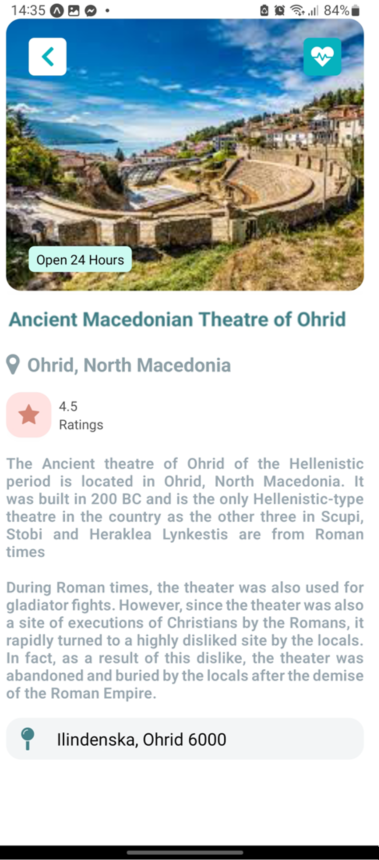 14:35
84%
Open 24 Hours
Ancient Macedonian Theatre of Ohrid
Ohrid, North Macedonia
4.5
Ratings
The Ancient theatre of Ohrid of the Hellenistic
period is located in Ohrid, North Macedonia. It
was built in 200 BC and is the only Hellenistic-type
theatre in the country as the other three in Scupi,
Stobi and Heraklea Lynkestis are from Roman
times
During Roman times, the theater was also used for
gladiator fights. However, since the theater was also
a site of executions of Christians by the Romans, it
rapidly turned to a highly disliked site by the locals.
In fact, as a result of this dislike, the theater was
abandoned and buried by the locals after the demise
of the Roman Empire.
Ilindenska, Ohrid 6000